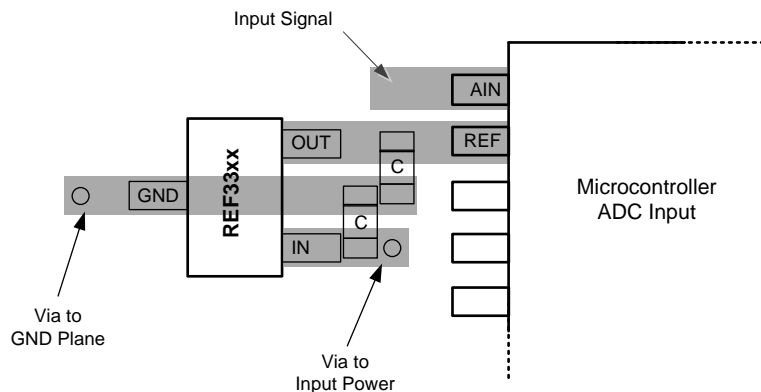 Input Signal
AIN
OUT
REF
C
GND
REF33xx
Microcontroller
ADC Input
C
IN
Via to
GND Plane
Via to
Input Power